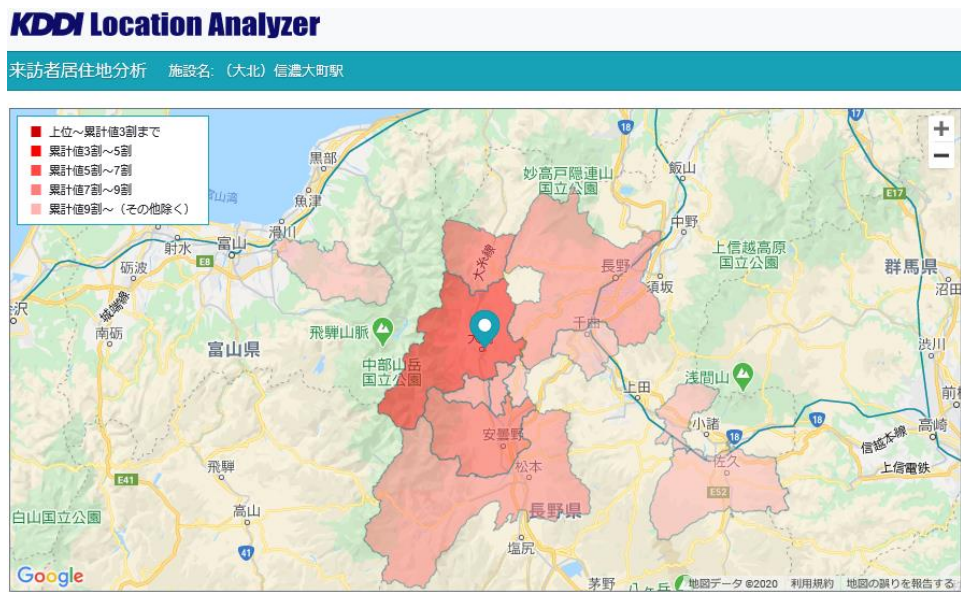 KDDI Location Analyzer
来訪者居住地分析 施設名: （大北）信濃大町駅
上位～累計値3割まで
累計値3割～5割
累計値5割～7割
累計値7割～9割
累計値9割～（その他除く）
+
−
18
17
黒部
妙高戸隠連山
国立公園
飯山
E17
魚津
中野
滑川
上信越高原
国立公園
射水
富山
大糸線
E8
砺波
長野
須坂
群馬県
沼田
城端線
南砺
飛騨山脈
千曲
渋川
富山県
中部山岳
国立公園
上田
浅間山
小諸
18
18
高崎
安曇野
信越本線
飛騨
松本
佐久
上信電鉄
E41
E52
高山
長野県
白山国立公園
塩尻
41
茅野
Google
地図データ ©2020 利用規約 地図の誤りを報告する